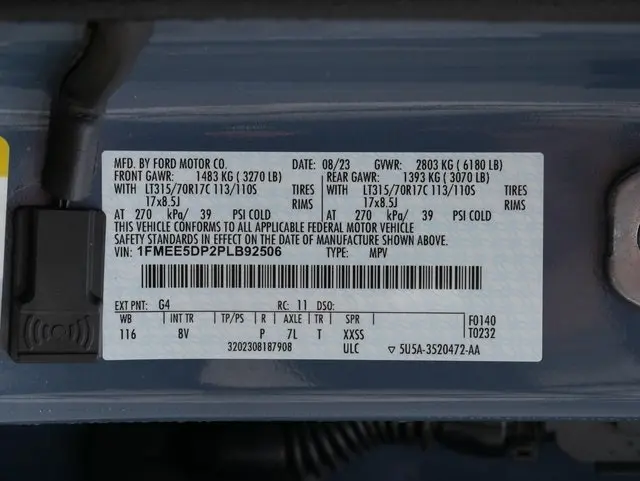 MFD. BY FORD MOTOR CO. DATE: 08/23 GVWR: 2803 KG ( 6180 LB)
FRONT GAWR: 1483 KG ( 3270 LB) REAR GAWR: 1393 KG ( 3070 LB)
WITH LT315/70R17C 113/110S TIRES WITH LT315/70R17C 113/110S TIRES
17x8.5J RIMS 17x8.5J RIMS
AT 270 kPa/ 39 PSI COLD AT 270 kPa/ 39 PSI COLD
THIS VEHICLE CONFORMS TO ALL APPLICABLE FEDERAL MOTOR VEHICLE
SAFETY STANDARDS IN EFFECT ON THE DATE OF MANUFACTURE SHOWN ABOVE.
VIN: 1FMEE5DP2PLB92506 TYPE: MPV
EXT PNT: G4 RC: 11 DSO:
WB INT TR TP/PS R AXLE TR SPR F0140
116 8V P 7L T XXSS T0232
3202308187908 ULC ▽ 5U5A-3520472-AA